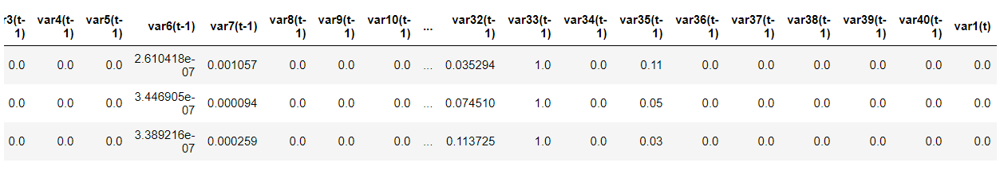 r3(t-1) var4(t-1) var5(t-1) var6(t-1) var7(t-1) var8(t-1) var9(t-1) var10(t-1) ... var32(t-1) var33(t-1) var34(t-1) var35(t-1) var36(t-1) var37(t-1) var38(t-1) var39(t-1) var40(t-1) var1(t)
0.0 0.0 0.0 2.610418e-07 0.001057 0.0 0.0 0.0 ... 0.035294 1.0 0.0 0.11 0.0 0.0 0.0 0.0 0.0 0.0
0.0 0.0 0.0 3.446905e-07 0.000094 0.0 0.0 0.0 ... 0.074510 1.0 0.0 0.05 0.0 0.0 0.0 0.0 0.0 0.0
0.0 0.0 0.0 3.389216e-07 0.000259 0.0 0.0 0.0 ... 0.113725 1.0 0.0 0.03 0.0 0.0 0.0 0.0 0.0 0.0